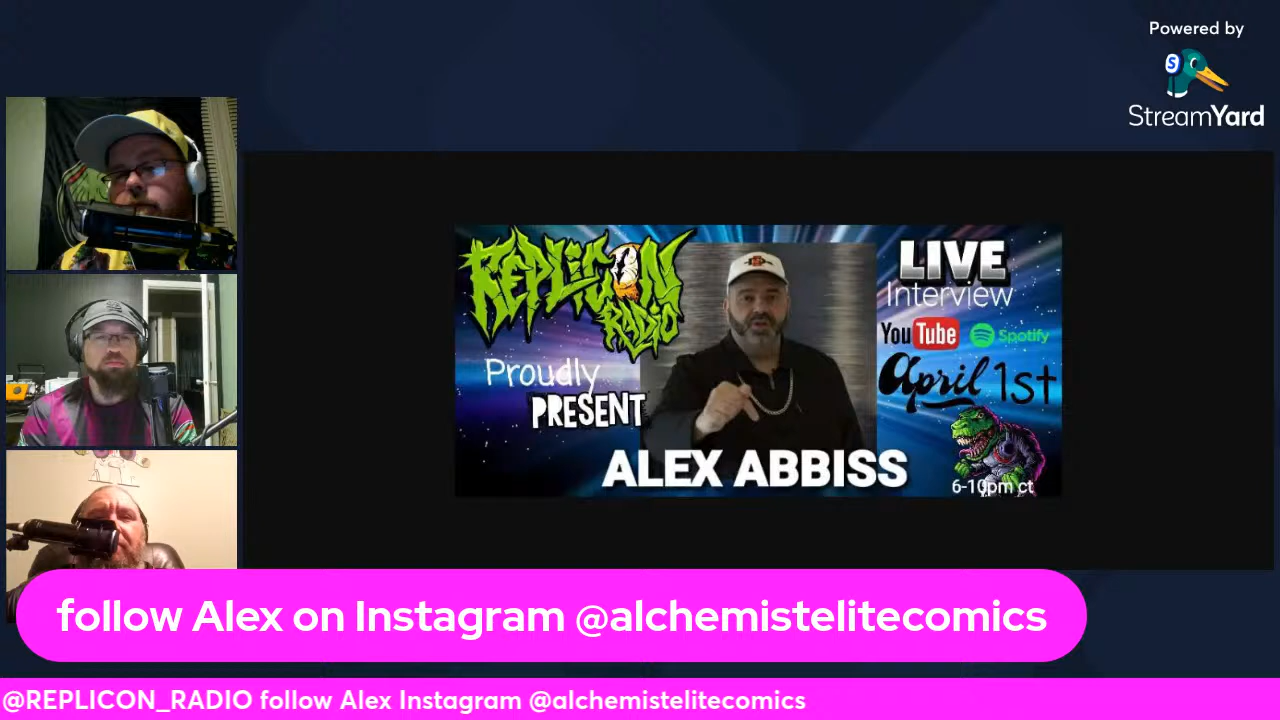 Powered by
S
StreamYard
REPLICON
RADIO
Proudly
PRESENT
ALEX ABBISS
LIVE
Interview
YouTube Spotify
April 1st
6-10pm ct
follow Alex on Instagram @alchemistelitecomics
@REPLICON_RADIO follow Alex Instagram @alchemistelitecomics